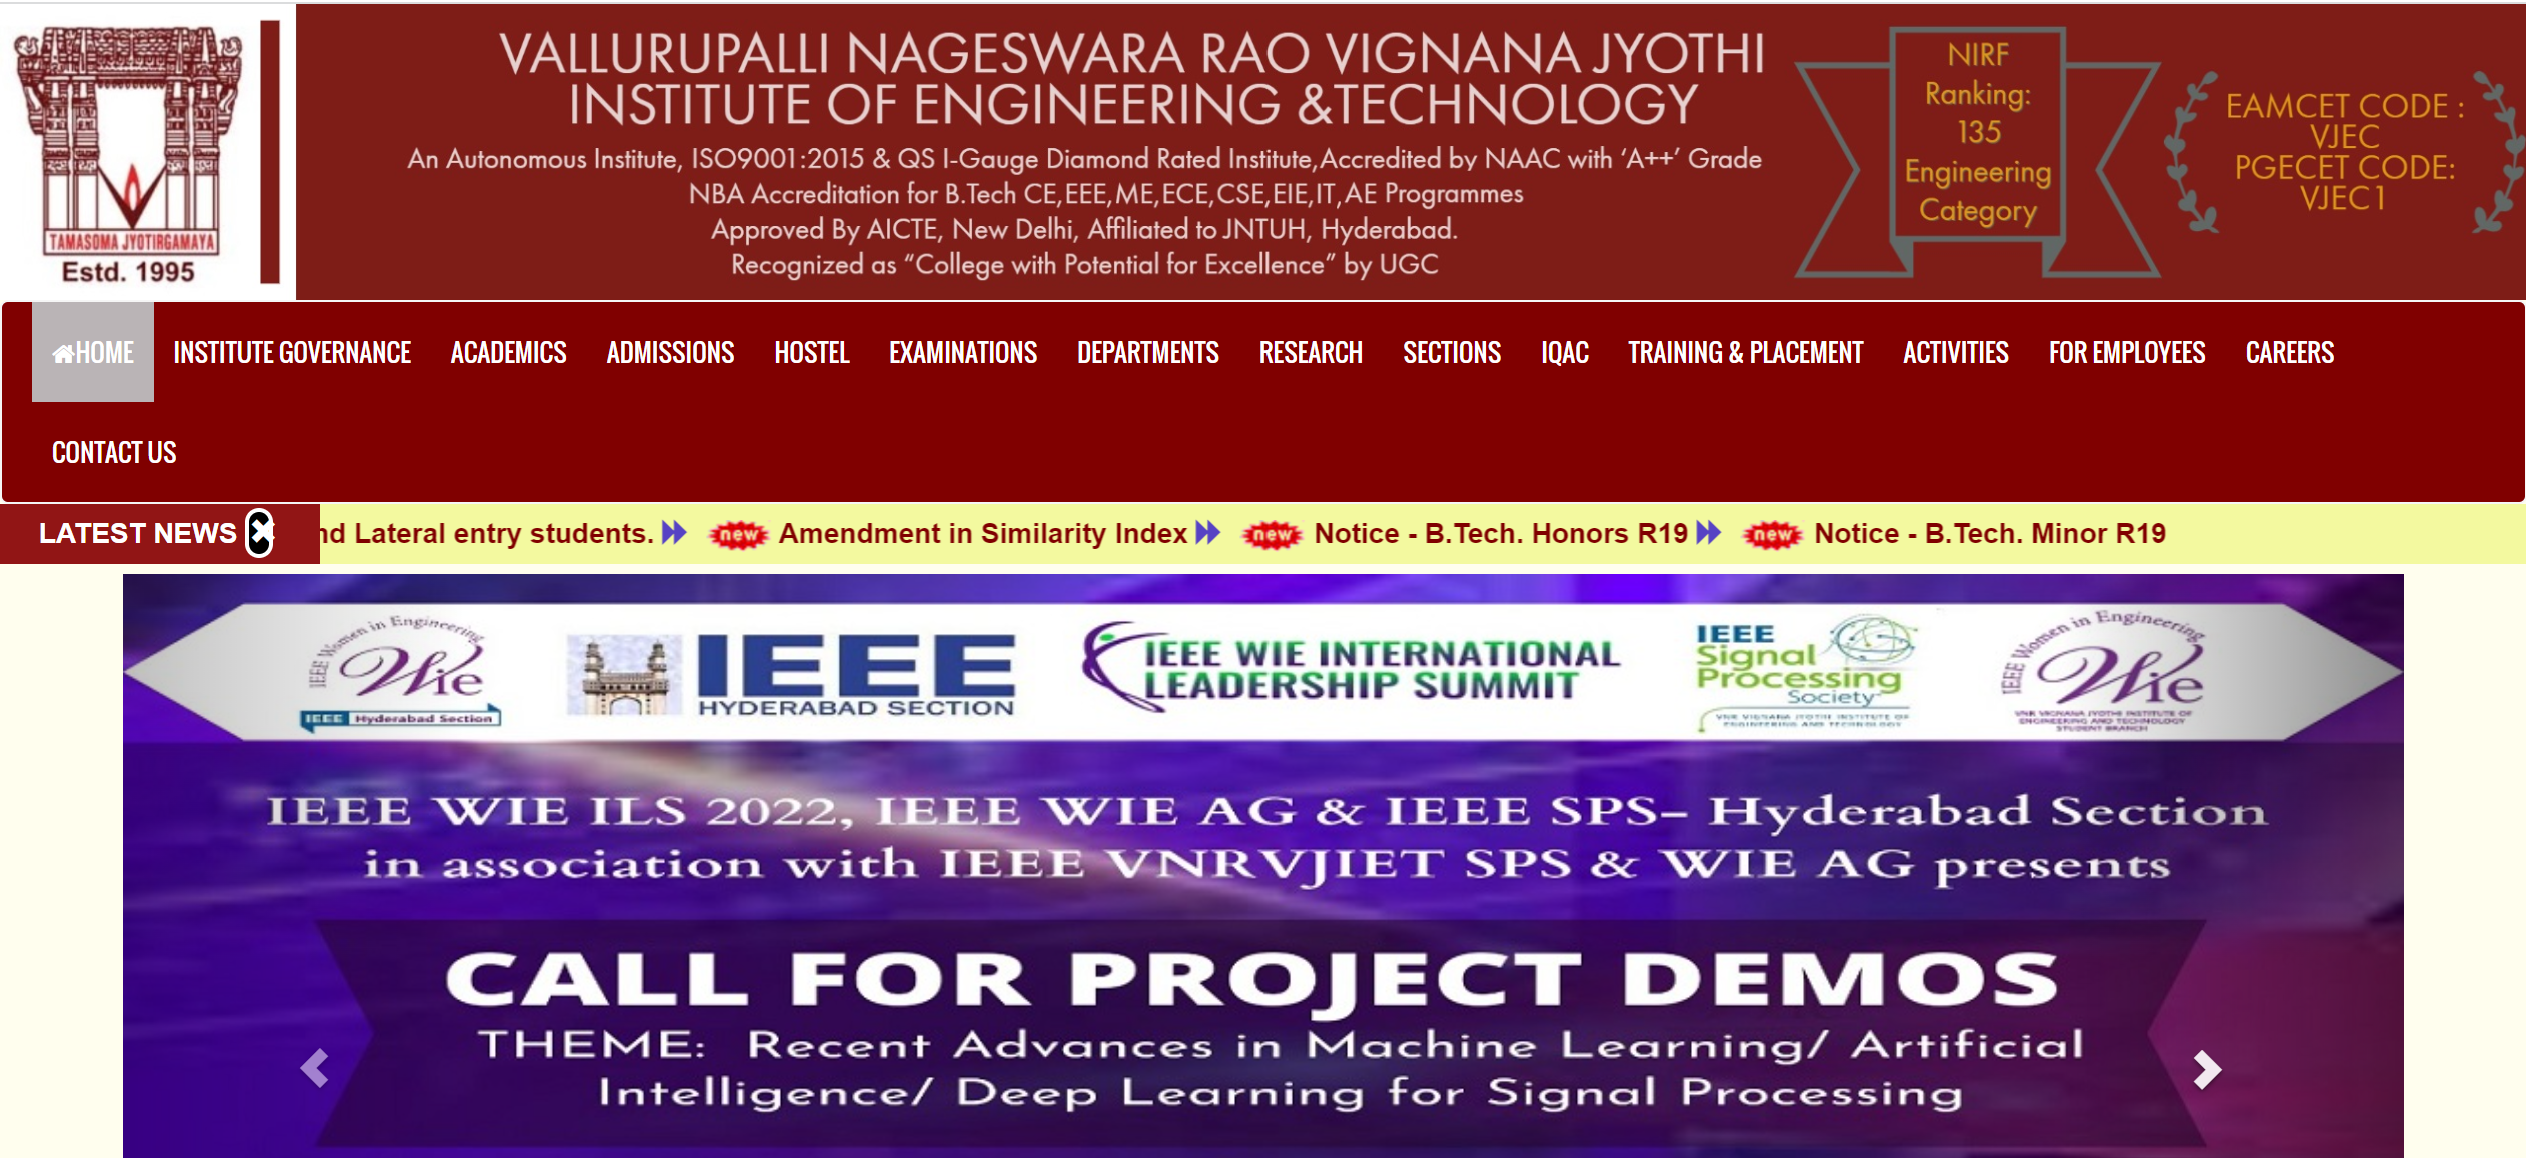 TAMASOMA JYOTIRGAMAYA
Estd. 1995
VALLURUPALLI NAGESWARA RAO VIGNANA JYOTHI
INSTITUTE OF ENGINEERING &TECHNOLOGY
An Autonomous Institute, ISO9001:2015 & QS I-Gauge Diamond Rated Institute,Accredited by NAAC with ‘A++’ Grade
NBA Accreditation for B.Tech CE,EEE,ME,ECE,CSE,EIE,IT,AE Programmes
Approved By AICTE, New Delhi, Affiliated to JNTUH, Hyderabad.
Recognized as “College with Potential for Excellence” by UGC
NIRF
Ranking:
135
Engineering
Category
EAMCET CODE :
VJEC
PGECET CODE:
VJEC1
HOME INSTITUTE GOVERNANCE ACADEMICS ADMISSIONS HOSTEL EXAMINATIONS DEPARTMENTS RESEARCH SECTIONS IQAC TRAINING & PLACEMENT ACTIVITIES FOR EMPLOYEES CAREERS
CONTACT US
LATEST NEWS nd Lateral entry students. new Amendment in Similarity Index new Notice - B.Tech. Honors R19 new Notice - B.Tech. Minor R19
IEEE Women in Engineering
Wie
IEEE Hyderabad Section
IEEE
HYDERABAD SECTION
IEEE WIE INTERNATIONAL
LEADERSHIP SUMMIT
IEEE
Signal
Processing
Society
VNR VIGNANA JYOTHI INSTITUTE OF
ENGINEERING AND TECHNOLOGY
IEEE Women in Engineering
Wie
VNR VIGNANA JYOTHI INSTITUTE OF
ENGINEERING AND TECHNOLOGY
STUDENT BRANCH
IEEE WIE ILS 2022, IEEE WIE AG & IEEE SPS– Hyderabad Section
in association with IEEE VNRVJIET SPS & WIE AG presents
CALL FOR PROJECT DEMOS
THEME: Recent Advances in Machine Learning/ Artificial
Intelligence/ Deep Learning for Signal Processing